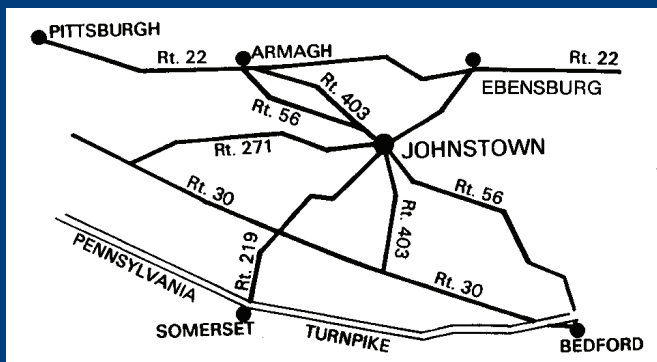 PITTSBURGH
Rt. 22
ARMAGH
Rt. 22
EBENSBURG
Rt. 403
Rt. 56
Rt. 271
JOHNSTOWN
Rt. 30
Rt. 56
Rt. 403
Rt. 219
PENNSYLVANIA
Rt. 30
SOMERSET
TURNPIKE
BEDFORD